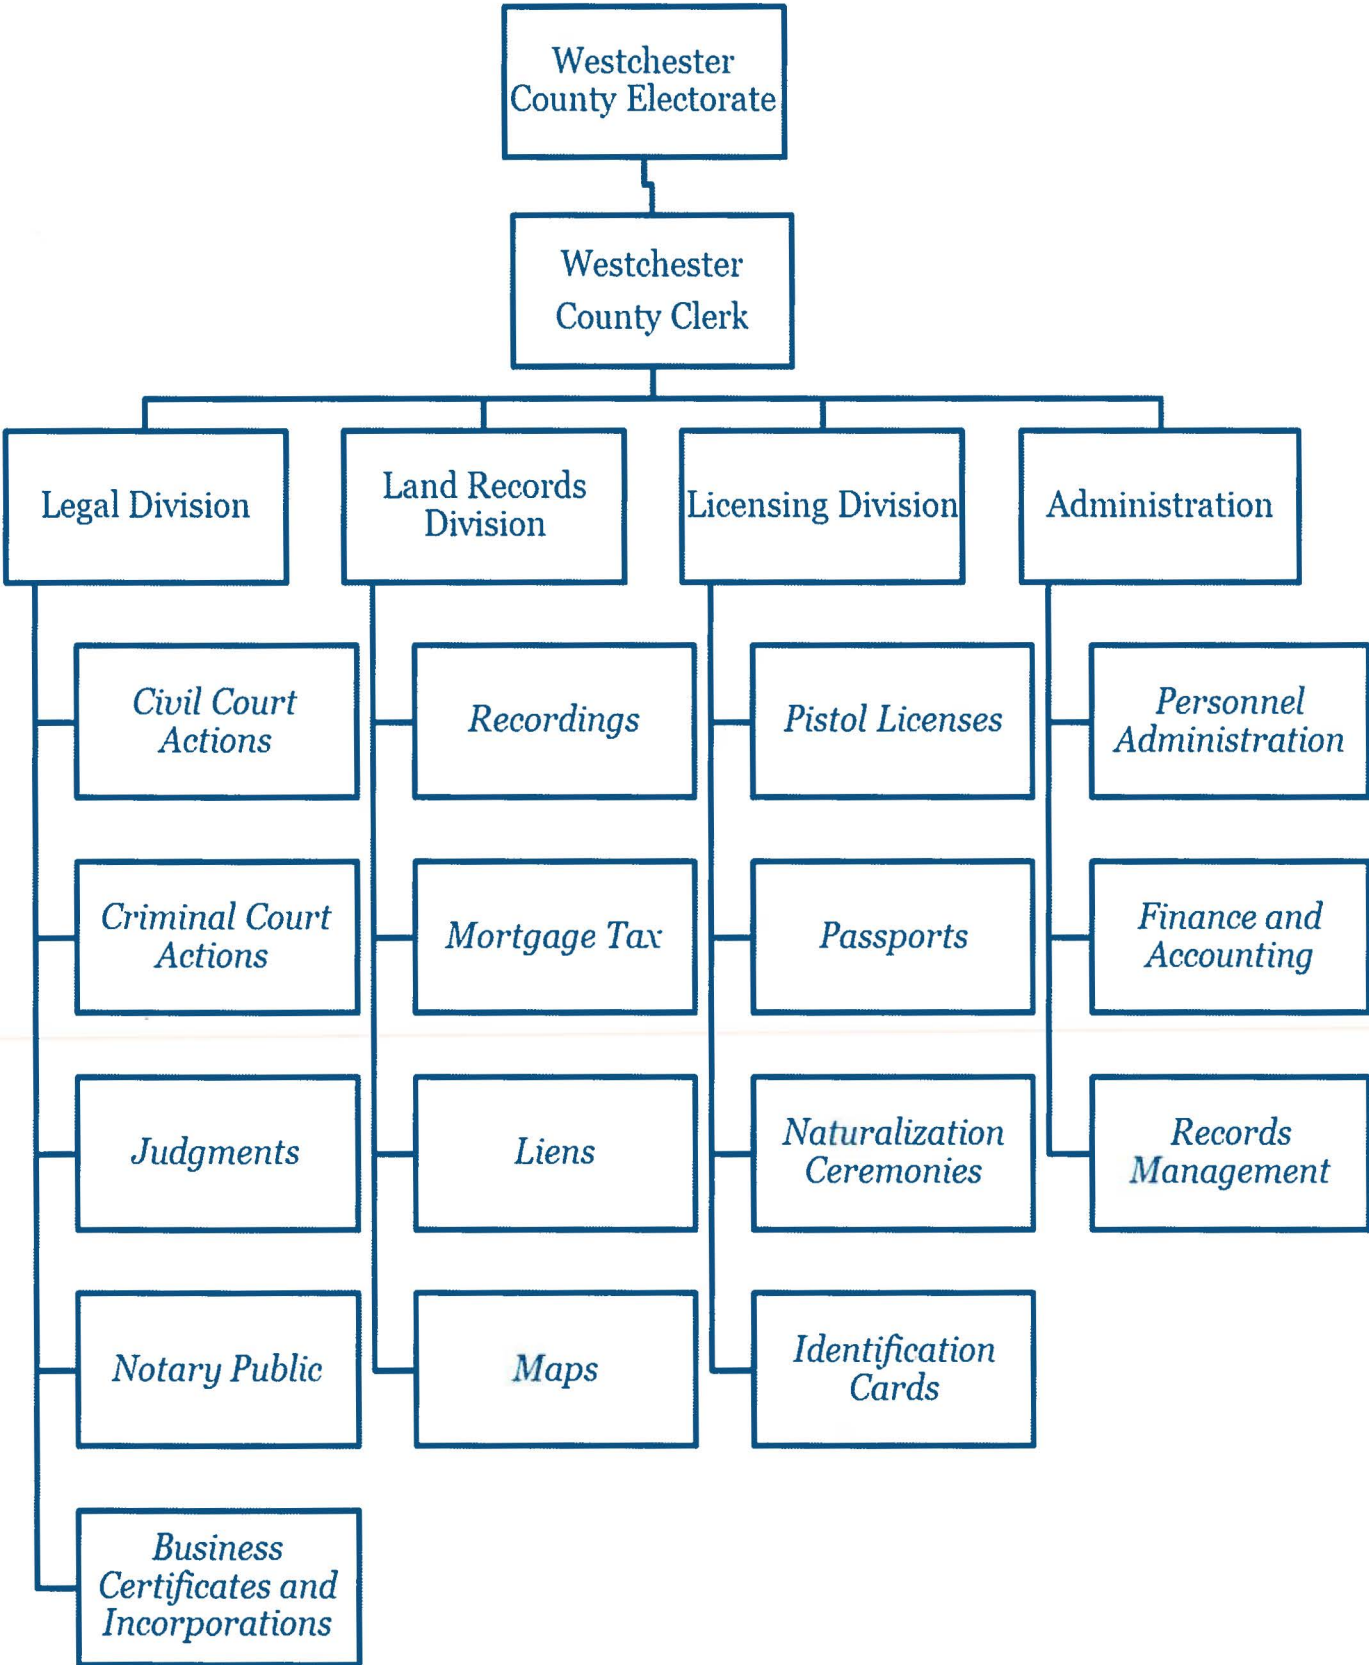 Westchester
County Electorate
Westchester
County Clerk
Legal Division
Land Records
Division
Licensing Division
Administration
Civil Court
Actions
Recordings
Pistol Licenses
Personnel
Administration
Criminal Court
Actions
Mortgage Tax
Passports
Finance and
Accounting
Judgments
Liens
Naturalization
Ceremonies
Records
Management
Notary Public
Maps
Identification
Cards
Business
Certificates and
Incorporations